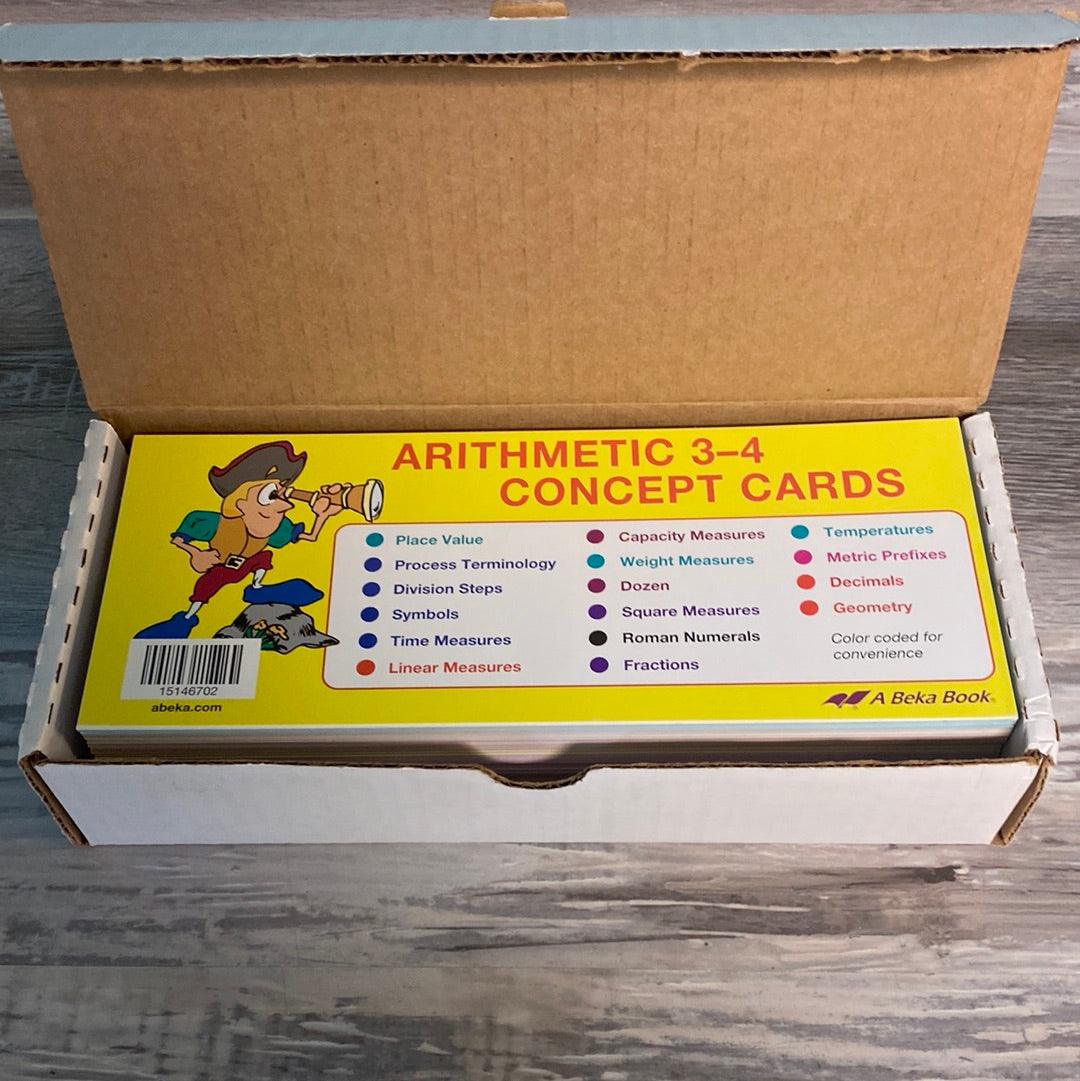 ARITHMETIC 3–4
CONCEPT CARDS
Place Value
Process Terminology
Division Steps
Symbols
Time Measures
Linear Measures
Capacity Measures
Weight Measures
Dozen
Square Measures
Roman Numerals
Fractions
Temperatures
Metric Prefixes
Decimals
Geometry
Color coded for
convenience
15146702
abeka.com
A Beka Book®